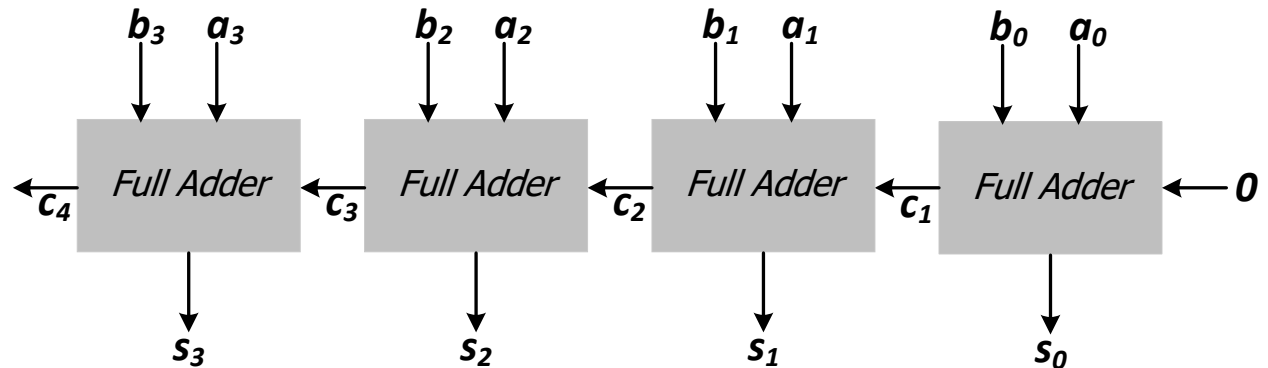 b₃ a₃ b₂ a₂ b₁ a₁ b₀ a₀
Full Adder Full Adder Full Adder Full Adder
c₄ c₃ c₂ c₁ 0
s₃ s₂ s₁ s₀